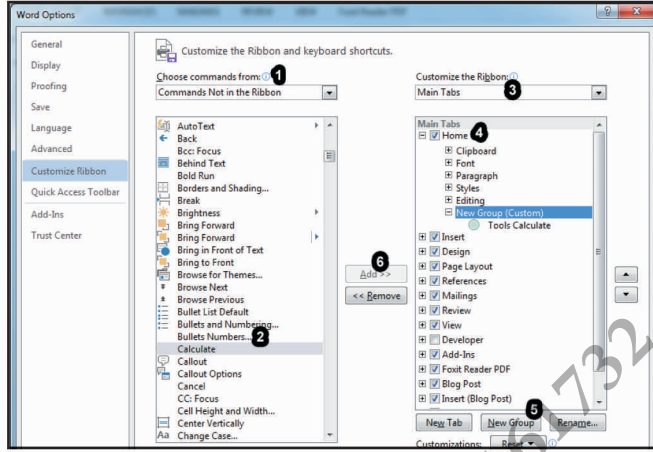 Word Options
General
Display
Proofing
Save
Language
Advanced
Customize Ribbon
Quick Access Toolbar
Add-Ins
Trust Center
Customize the Ribbon and keyboard shortcuts.
Choose commands from: 1
Commands Not in the Ribbon
AutoText
Back
Bcc: Focus
Behind Text
Bold Run
Borders and Shading...
Break
Brightness
Bring Forward
Bring Forward
Bring in Front of Text
Bring to Front
Browse for Themes...
Browse Next
Browse Previous
Bullet List Default
Bullets and Numbering...
Bullets Numbers... 2
Calculate
Callout
Callout Options
Cancel
CC: Focus
Cell Height and Width...
Center Vertically
Change Case...
6
Add >>
<< Remove
Customize the Ribbon:
Main Tabs 3
Main Tabs
Home 4
Clipboard
Font
Paragraph
Styles
Editing
New Group (Custom)
Tools Calculate
Insert
Design
Page Layout
References
Mailings
Review
View
Developer
Add-Ins
Foxit Reader PDF
Blog Post
Insert (Blog Post)
5
New Tab New Group Rename...
Customizations: Reset
61732